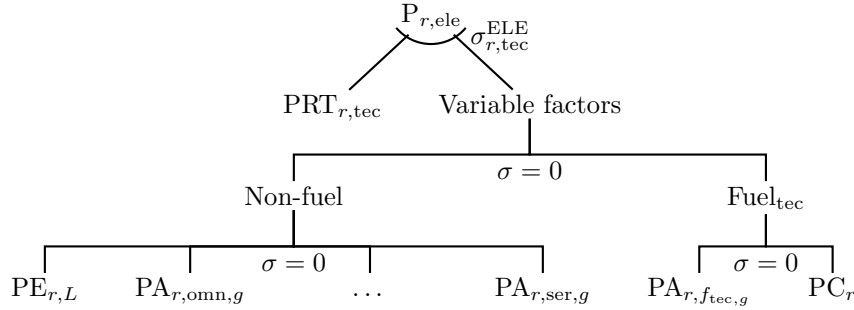 P_{r,ele}
σ^{ELE}_{r,tec}
PRT_{r,tec} Variable factors
σ = 0
Non-fuel Fuel_{tec}
σ = 0 σ = 0
PE_{r,L} PA_{r,omn,g} ... PA_{r,ser,g} PA_{r,f_{tec,g}} PC_r